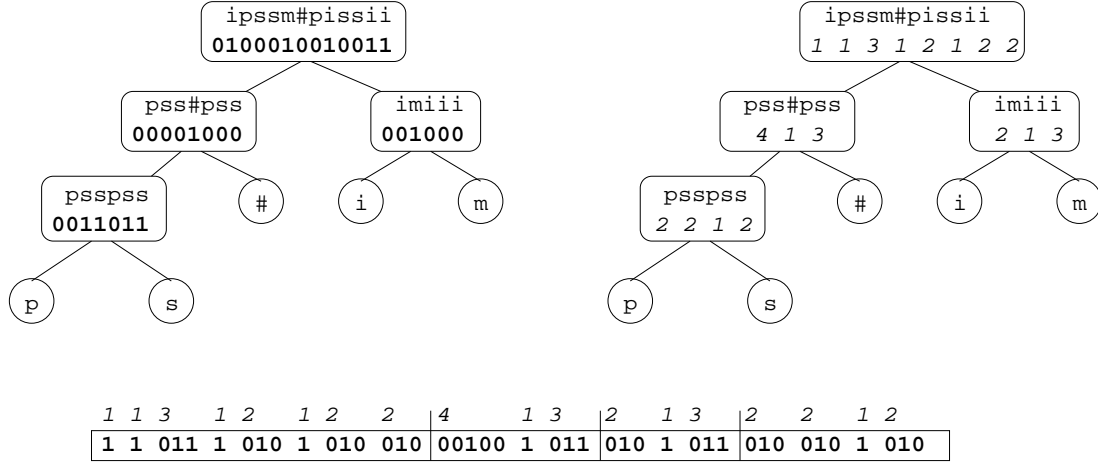 ipssm#pissii
0100010010011
pss#pss
00001000
imiii
001000
psspss
0011011
#
i
m
p
s
ipssm#pissii
1 1 3 1 2 1 2 2
pss#pss
4 1 3
imiii
2 1 3
psspss
2 2 1 2
#
i
m
p
s
1 1 3 1 2 1 2 2 4 1 3 2 1 3 2 2 1 2
1 1 011 1 010 1 010 010 00100 1 011 010 1 011 010 010 1 010